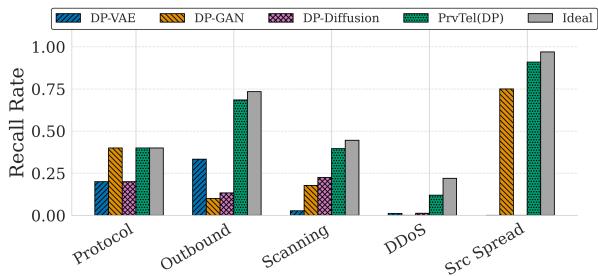 DP-VAE DP-GAN DP-Diffusion PrvTel(DP) Ideal
Recall Rate
1.00
0.75
0.50
0.25
0.00
Protocol Outbound Scanning DDoS Src Spread